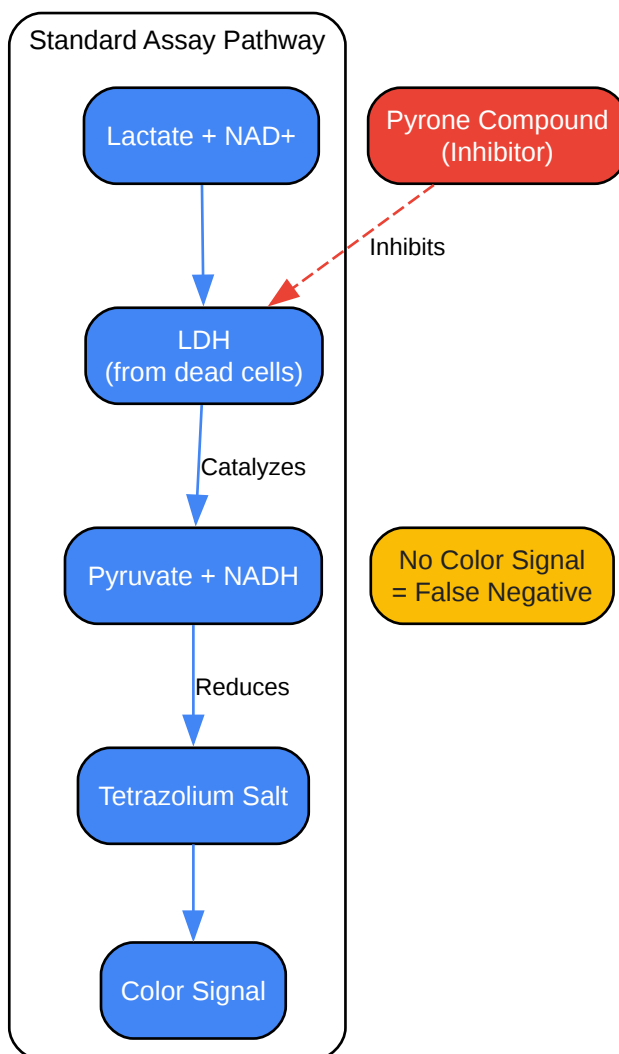 Standard Assay Pathway
Lactate + NAD+
Pyrone Compound
(Inhibitor)
Inhibits
LDH
(from dead cells)
Catalyzes
Pyruvate + NADH
No Color Signal
= False Negative
Reduces
Tetrazolium Salt
Color Signal